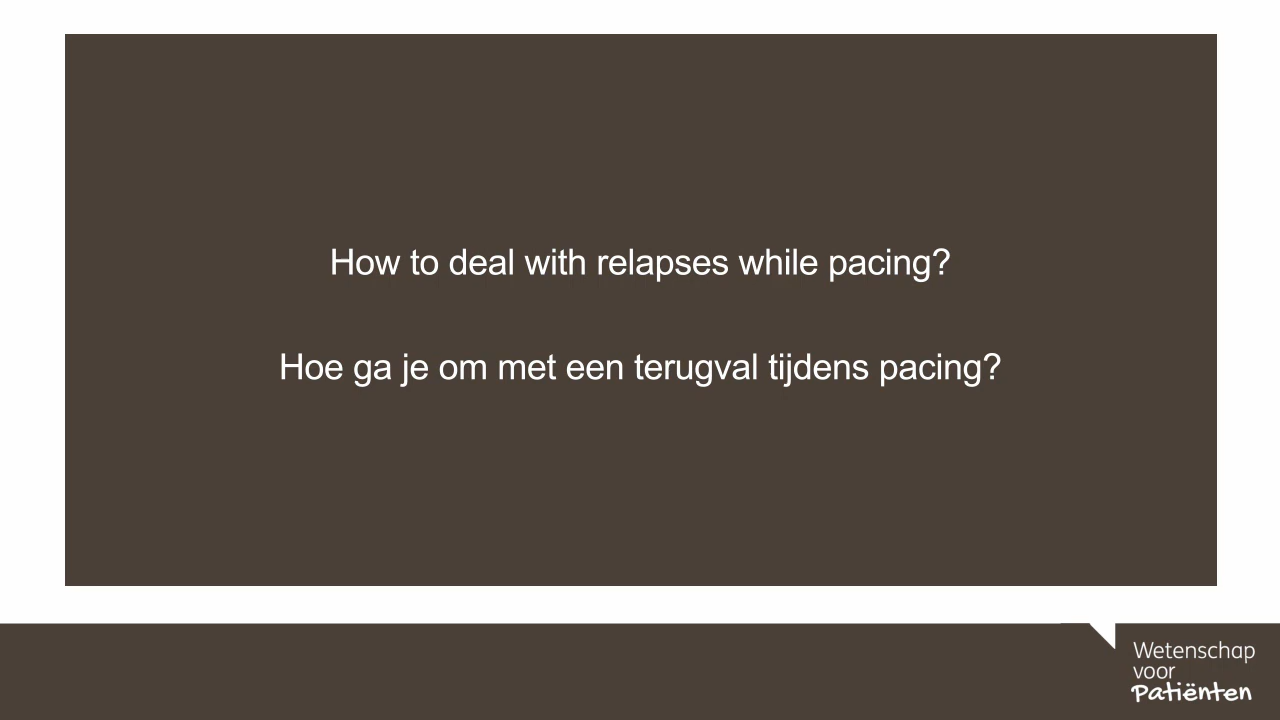 How to deal with relapses while pacing?
Hoe ga je om met een terugval tijdens pacing?
Wetenschap
voor
Patiënten